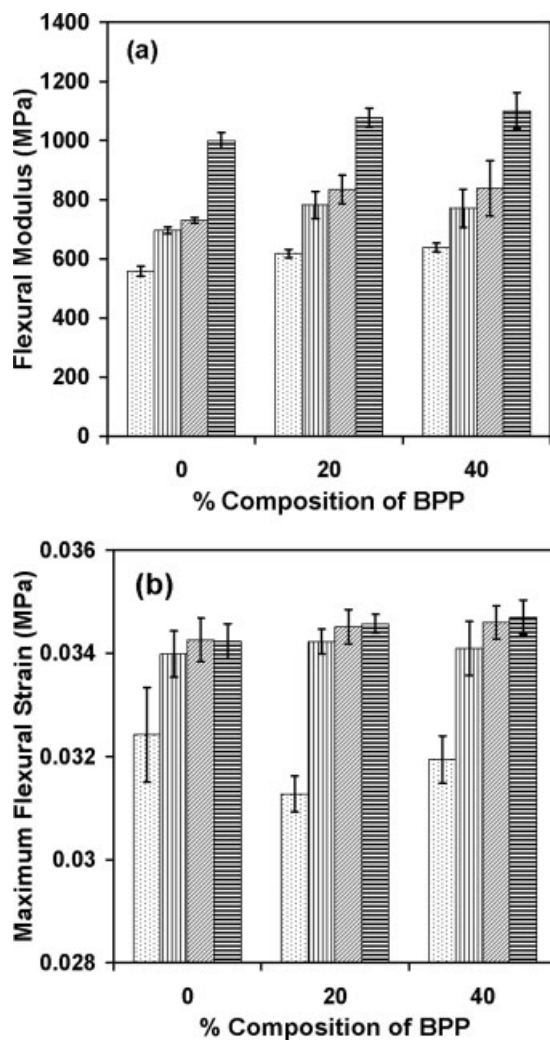 1400
(a)
1200
1000
800
600
400
200
0
Flexural Modulus (MPa)
0 20 40
% Composition of BPP
0.036
(b)
0.034
0.032
0.03
0.028
Maximum Flexural Strain (MPa)
0 20 40
% Composition of BPP